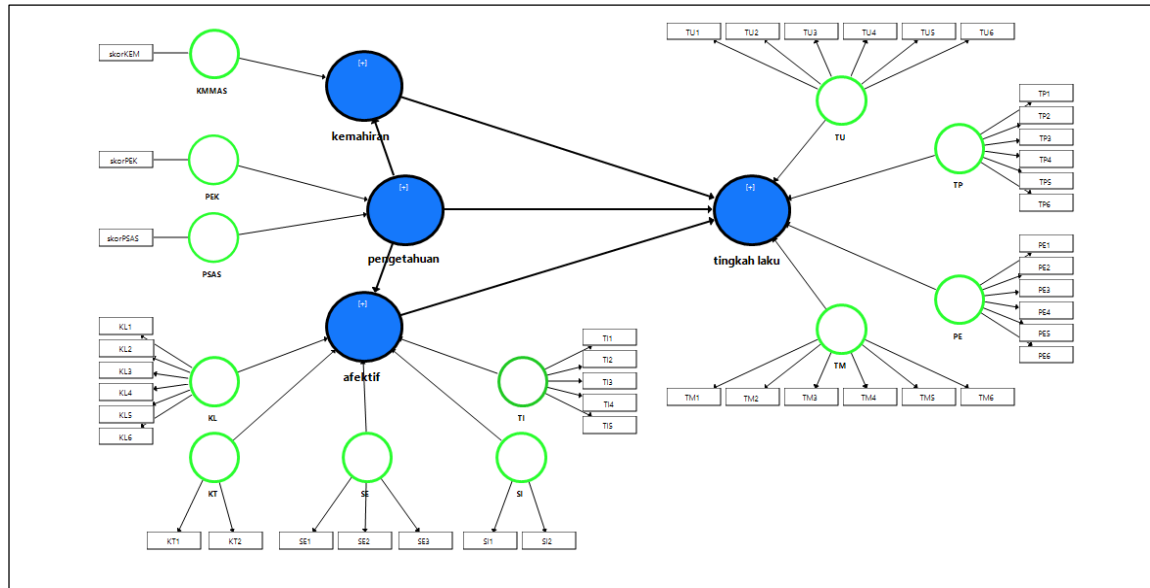 skorKEM
KMMAS
[+]
kemahiran
TU1
TU2
TU3
TU4
TU5
TU6
TU
TP1
TP2
TP3
TP4
TP5
TP6
TP
skorPEK
PEK
skorPSAS
PSAS
[+]
pengetahuan
[+]
tingkah laku
PE1
PE2
PE3
PE4
PE5
PE6
PE
[+]
afektif
KL1
KL2
KL3
KL4
KL5
KL6
KL
TI1
TI2
TI3
TI4
TI5
TI
TM
TM1
TM2
TM3
TM4
TM5
TM6
KT
KT1
KT2
SE
SE1
SE2
SE3
SI
SI1
SI2